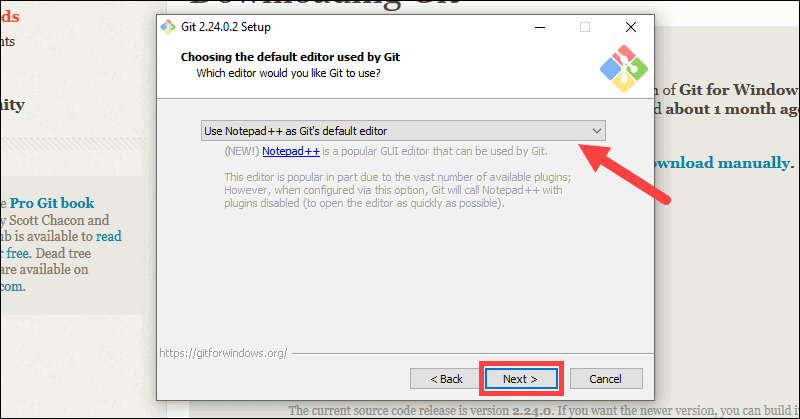 Downloading Git
ds
nts
nity
e Pro Git book
y Scott Chacon and
ub is available to read
r free. Dead tree
are available on
com.
Git 2.24.0.2 Setup
Choosing the default editor used by Git
Which editor would you like Git to use?
Use Notepad++ as Git's default editor
(NEW!) Notepad++ is a popular GUI editor that can be used by Git.
This editor is popular in part due to the vast number of available plugins;
However, when configured via this option, Git will call Notepad++ with
plugins disabled (to open the editor as quickly as possible).
https://gitforwindows.org/
< Back
Next >
Cancel
n of Git for Window
d about 1 month ago
ownload manually.
The current source code release is version 2.24.0. If you want the newer version, you can build i